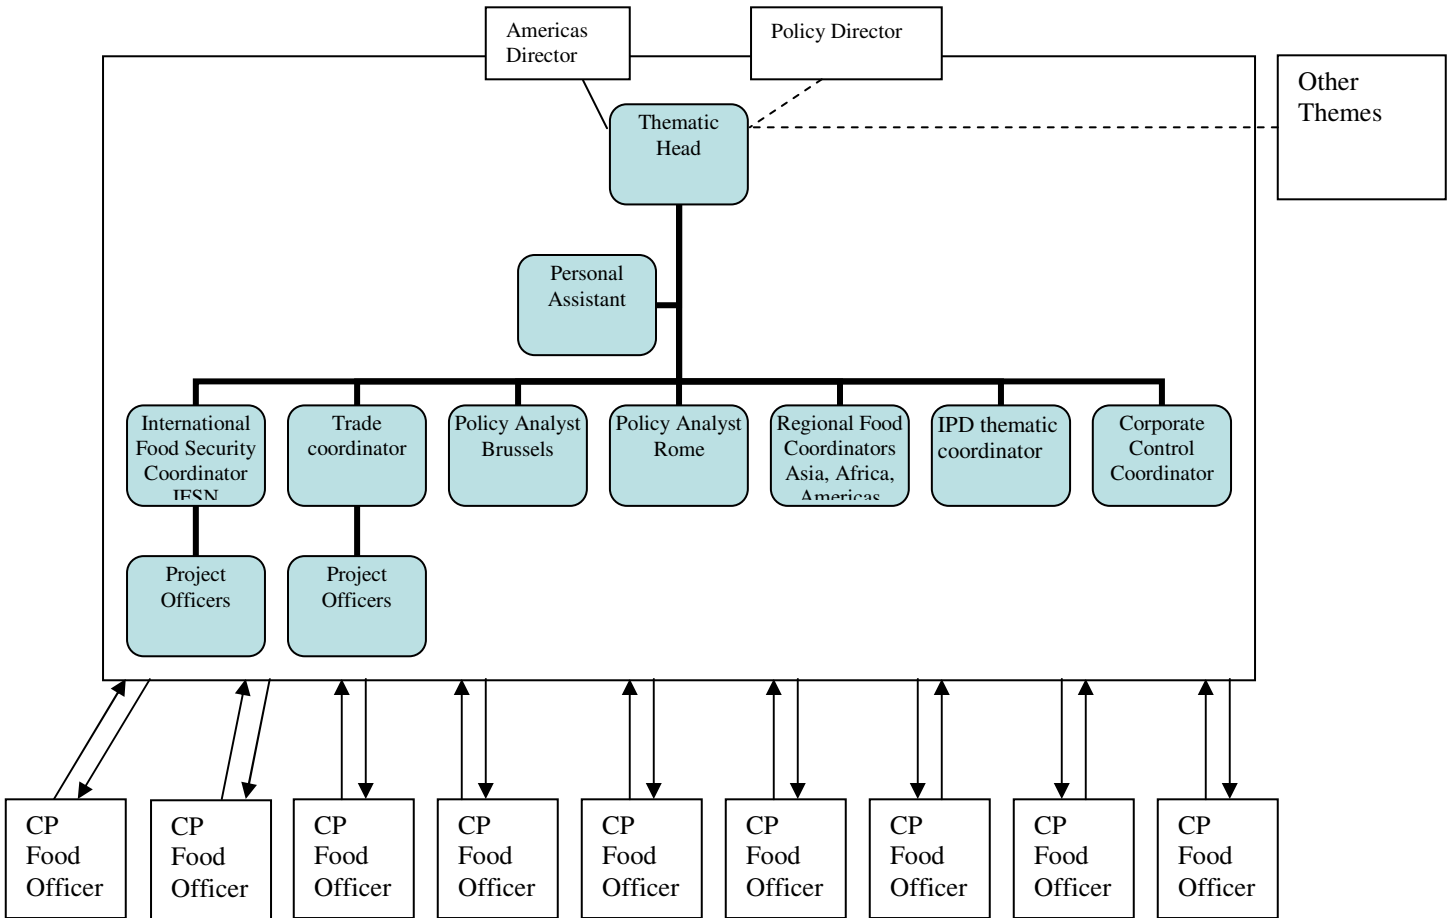 Americas
Director
Policy Director
Other
Themes
Thematic
Head
Personal
Assistant
International
Food Security
Coordinator
IFSN
Trade
coordinator
Policy Analyst
Brussels
Policy Analyst
Rome
Regional Food
Coordinators
Asia, Africa,
Americas
IPD thematic
coordinator
Corporate
Control
Coordinator
Project
Officers
Project
Officers
CP
Food
Officer
CP
Food
Officer
CP
Food
Officer
CP
Food
Officer
CP
Food
Officer
CP
Food
Officer
CP
Food
Officer
CP
Food
Officer
CP
Food
Officer